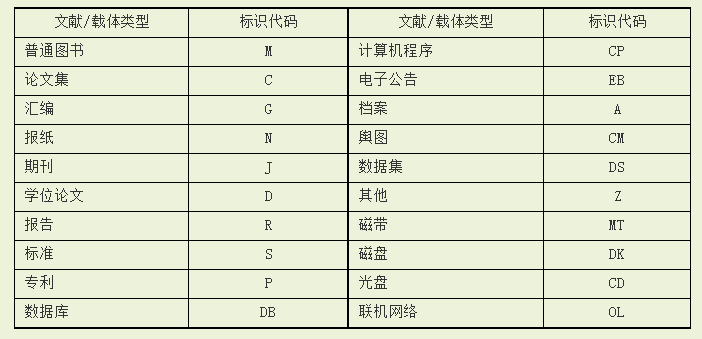 文献/载体类型 标识代码 文献/载体类型 标识代码
普通图书 M 计算机程序 CP
论文集 C 电子公告 EB
汇编 G 档案 A
报纸 N 舆图 CM
期刊 J 数据集 DS
学位论文 D 其他 Z
报告 R 磁带 MT
标准 S 磁盘 DK
专利 P 光盘 CD
数据库 DB 联机网络 OL